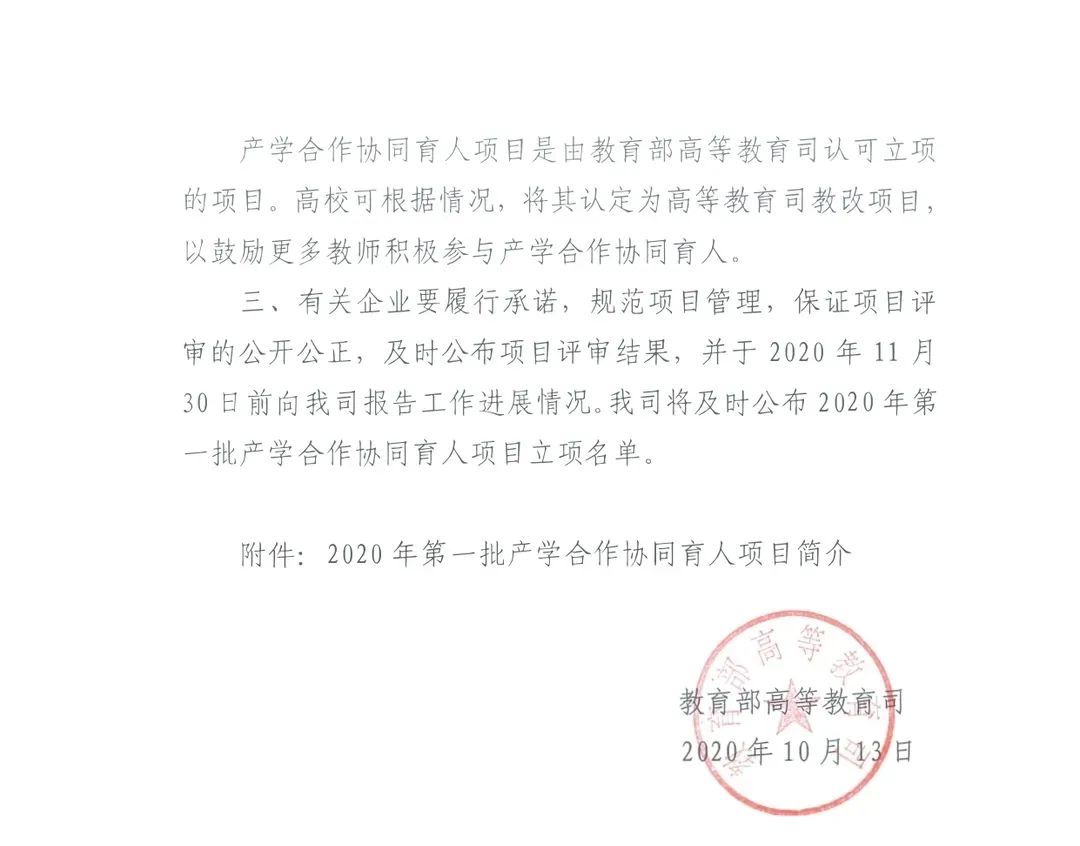 产学合作协同育人项目是由教育部高等教育司认可立项
的项目。高校可根据情况，将其认定为高等教育司教改项目，
以鼓励更多教师积极参与产学合作协同育人。
三、有关企业要履行承诺，规范项目管理，保证项目评
审的公开公正，及时公布项目评审结果，并于 2020 年 11 月
30 日前向我司报告工作进展情况。我司将及时公布 2020 年第
一批产学合作协同育人项目立项名单。
附件：2020 年第一批产学合作协同育人项目简介
教育部高等教育司
教育部高等教育司
2020 年 10 月 13 日